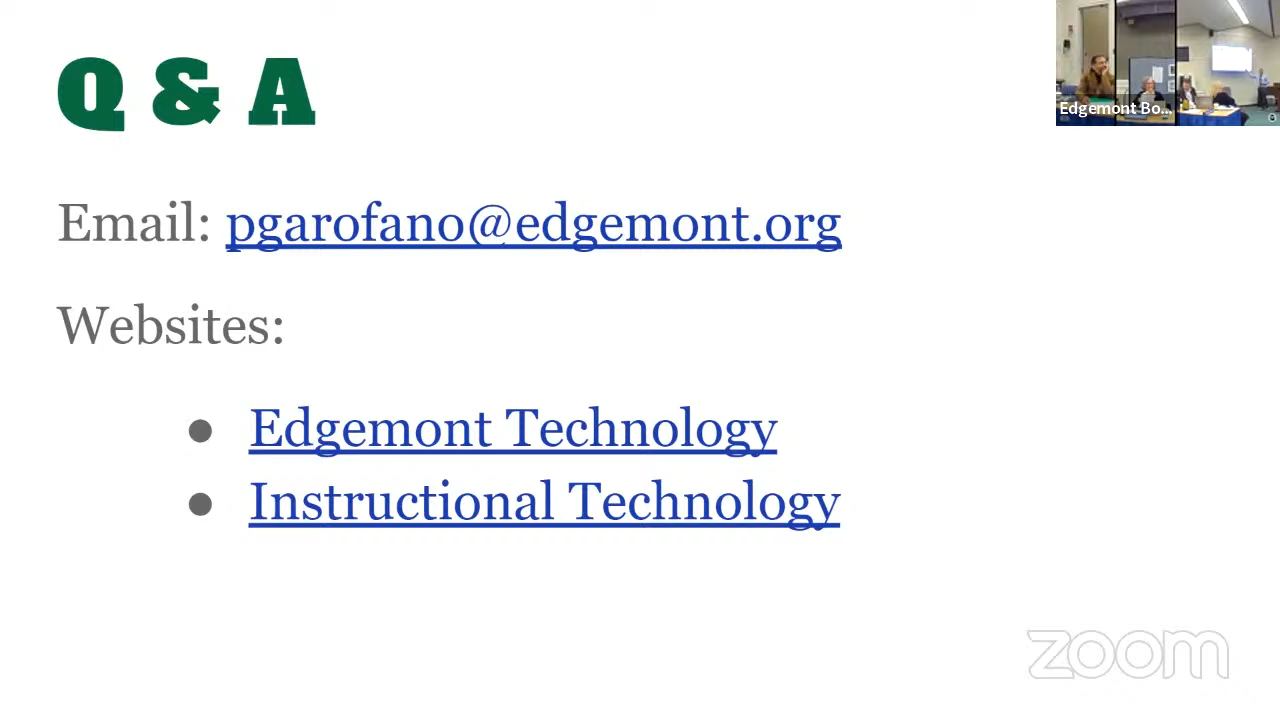 Q & A
Edgemont Bo...
Email: pgarofano@edgemont.org
Websites:
● Edgemont Technology
● Instructional Technology
zoom